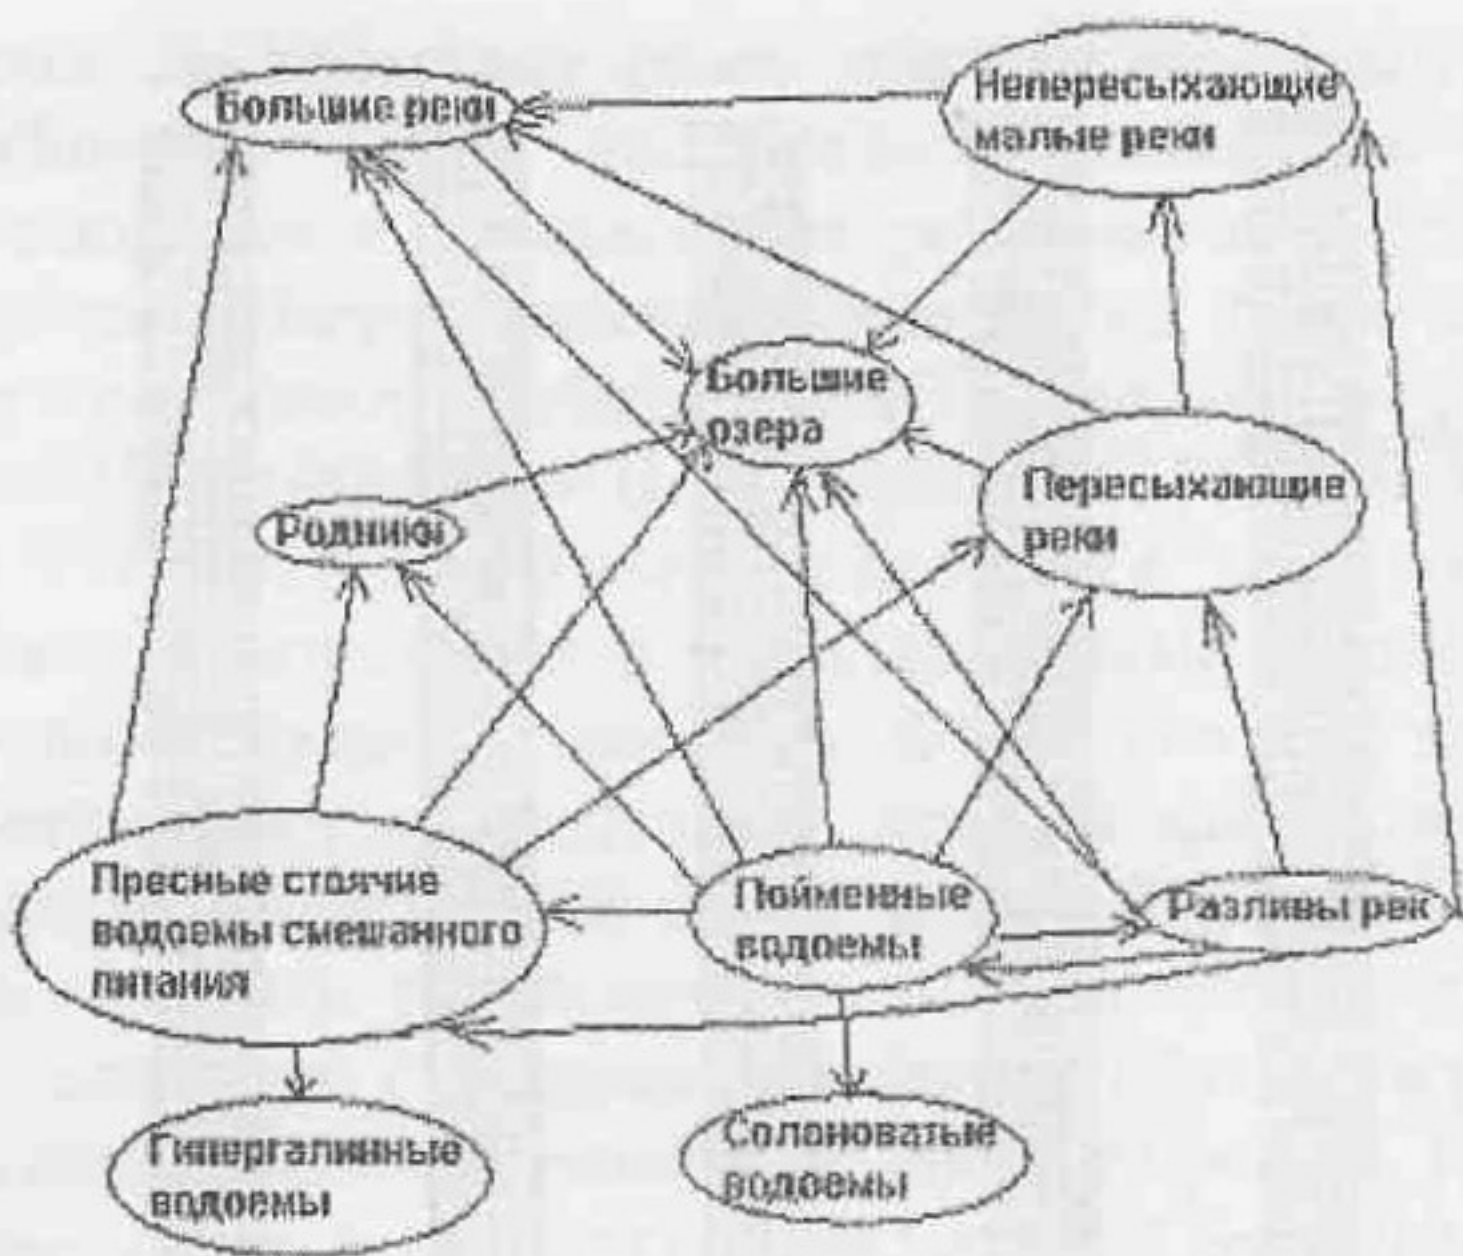 Большие реки
Непересыхающие
малые реки
Большие
озера
Родники
Пересыхающие
реки
Пресные стоячие
водоемы смешанного
питания
Пойменные
водоемы
Разливы рек
Гипергалинные
водоемы
Солоноватые
водоемы